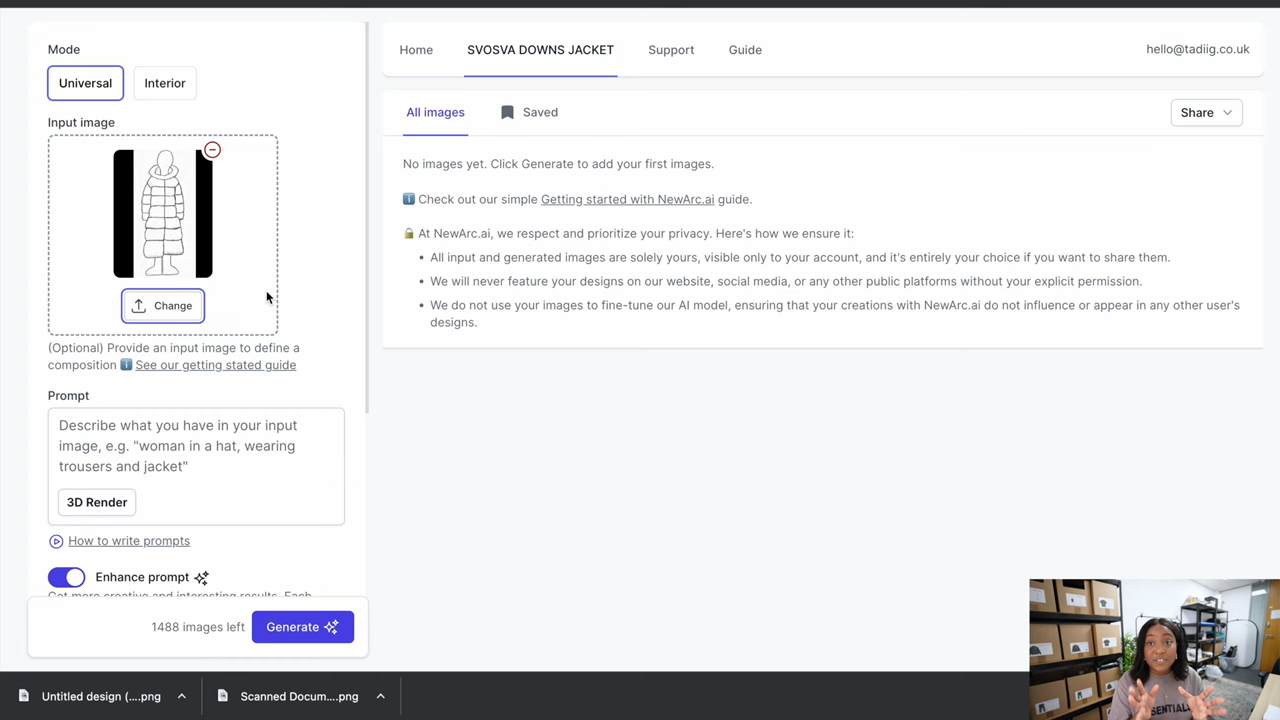 Mode
Universal
Interior
Input image
Change
(Optional) Provide an input image to define a
composition ℹ️ See our getting stated guide
Prompt
Describe what you have in your input
image, e.g. "woman in a hat, wearing
trousers and jacket"
3D Render
How to write prompts
Enhance prompt
Get more creative and interesting results. Each
1488 images left
Generate
Home
SVOSVA DOWNS JACKET
Support
Guide
hello@tadiig.co.uk
All images
Saved
Share
No images yet. Click Generate to add your first images.
ℹ️ Check out our simple Getting started with NewArc.ai guide.
🔒 At NewArc.ai, we respect and prioritize your privacy. Here's how we ensure it:
• All input and generated images are solely yours, visible only to your account, and it's entirely your choice if you want to share them.
• We will never feature your designs on our website, social media, or any other public platforms without your explicit permission.
• We do not use your images to fine-tune our AI model, ensuring that your creations with NewArc.ai do not influence or appear in any other user's
designs.
Untitled design (....png
Scanned Docum....png
ESSENTIALS